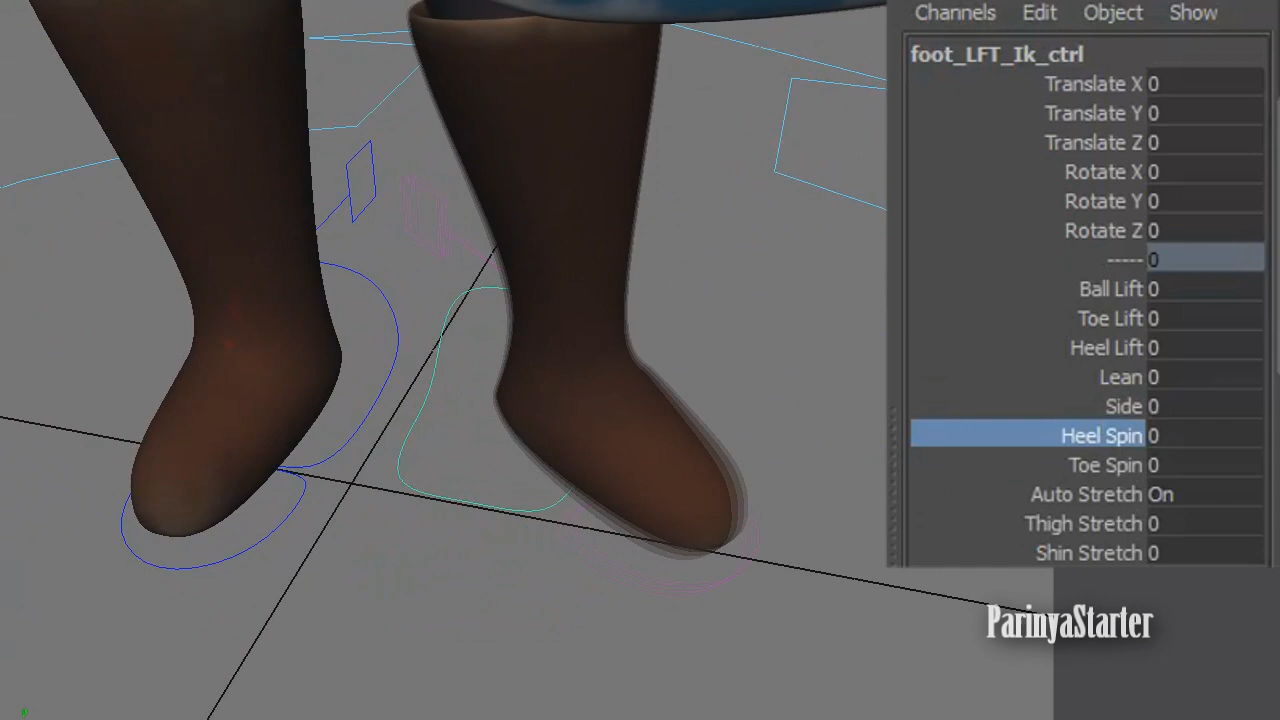 Channels Edit Object Show
foot_LFT_Ik_ctrl
Translate X 0
Translate Y 0
Translate Z 0
Rotate X 0
Rotate Y 0
Rotate Z 0
----- 0
Ball Lift 0
Toe Lift 0
Heel Lift 0
Lean 0
Side 0
Heel Spin 0
Toe Spin 0
Auto Stretch On
Thigh Stretch 0
Shin Stretch 0
ParinyaStarter